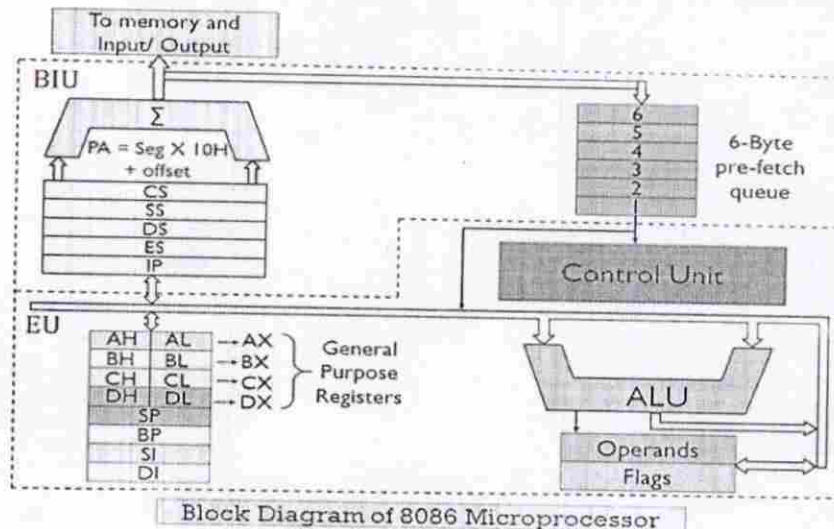 To memory and
Input/ Output
BIU
Σ
PA = Seg X 10H
+ offset
CS
SS
DS
ES
IP
6
5
4
3
2
1
6-Byte
pre-fetch
queue
Control Unit
EU
AH AL AX
BH BL BX
CH CL CX
DH DL DX
SP
BP
SI
DI
General
Purpose
Registers
ALU
Operands
Flags
Block Diagram of 8086 Microprocessor